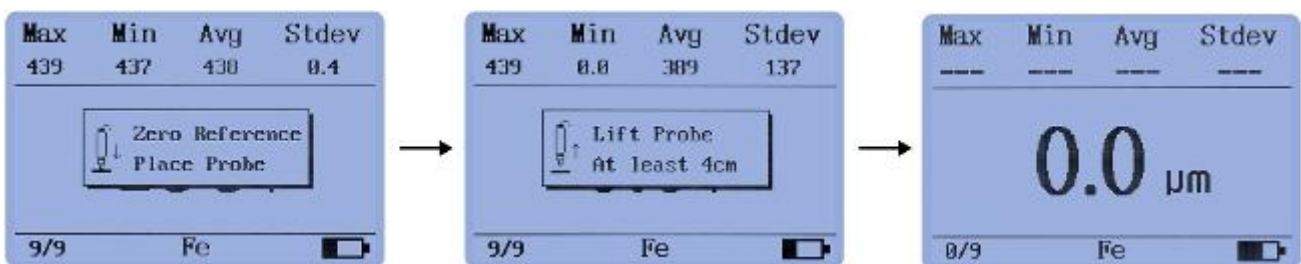 Max Min Avg Stdev
439 437 438 0.4
Zero Reference
Place Probe
9/9 Fe
Max Min Avg Stdev
439 0.0 389 137
Lift Probe
At least 4cm
9/9 Fe
Max Min Avg Stdev
--- --- --- ---
0.0 µm
0/9 Fe